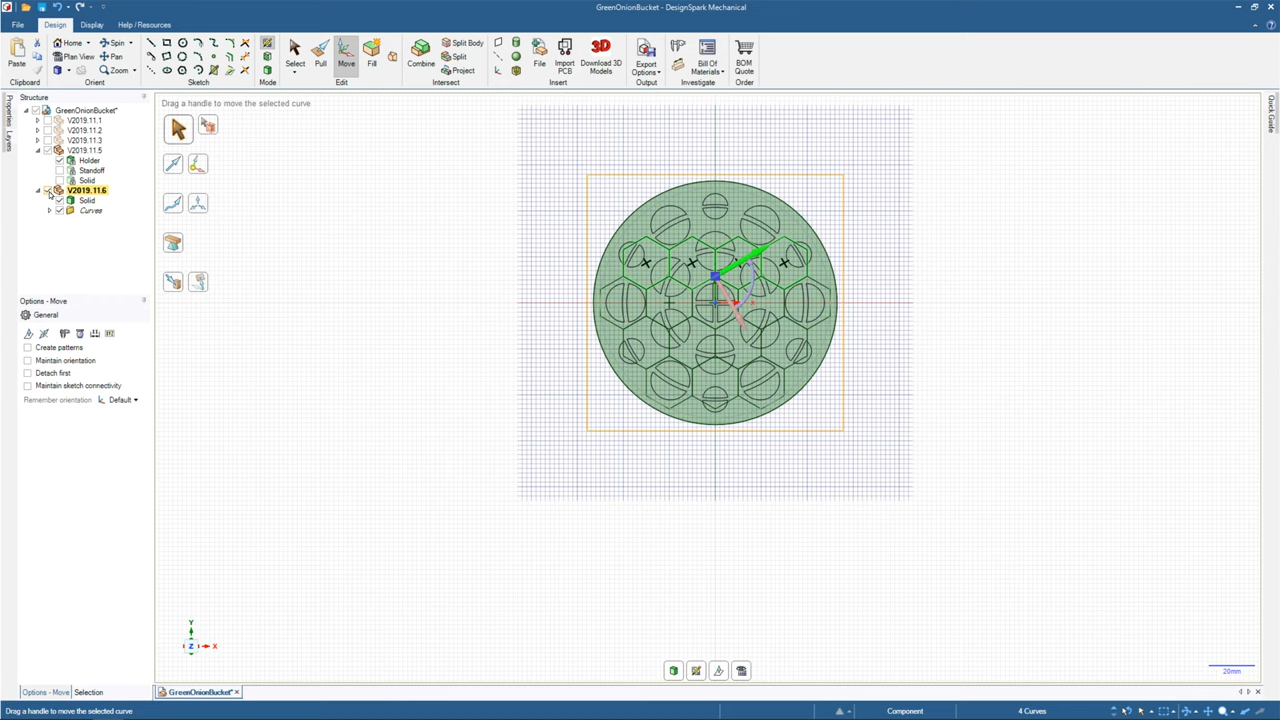 GreenOnionBucket* - DesignSpark Mechanical
File Design Display Help / Resources
Home Spin
Plan View Pan
Zoom
Paste
Select Pull Move Fill Combine
Split Body
Split
Project
File
Import PCB
Download 3D Models
Export Options
Bill Of Materials
BOM Quote
Clipboard Orient Sketch Mode Edit Intersect Insert Output Investigate Order
Structure
Properties
Layers
Quick Guide
GreenOnionBucket*
V2019.11.1
V2019.11.2
V2019.11.3
V2019.11.5
Holder
Standoff
Solid
V2019.11.6
Solid
Curves
Drag a handle to move the selected curve
Options - Move
General
Create patterns
Maintain orientation
Detach first
Maintain sketch connectivity
Remember orientation Default
Y
Z X
20mm
Options - Move Selection GreenOnionBucket*
Drag a handle to move the selected curve Component 4 Curves